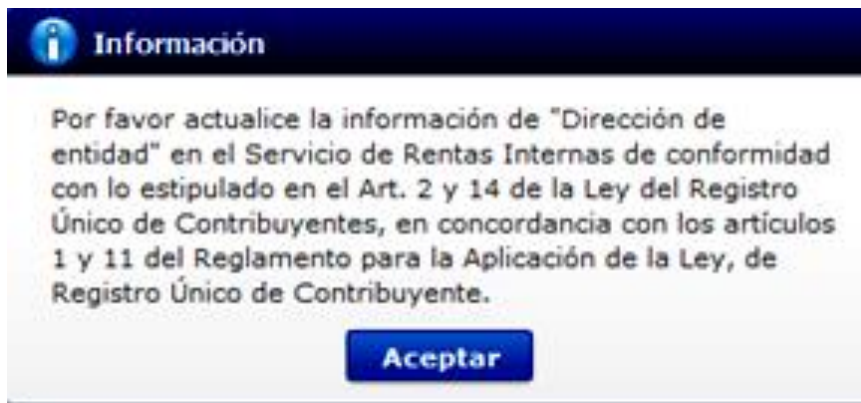 Información
Por favor actualice la información de "Dirección de
entidad" en el Servicio de Rentas Internas de conformidad
con lo estipulado en el Art. 2 y 14 de la Ley del Registro
Único de Contribuyentes, en concordancia con los artículos
1 y 11 del Reglamento para la Aplicación de la Ley, de
Registro Único de Contribuyente.
Aceptar